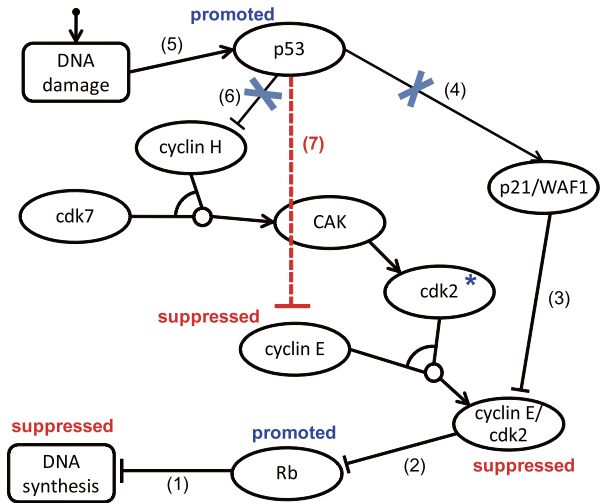 promoted
p53
(5)
DNA
damage
(6)
(4)
cyclin H
(7)
p21/WAF1
cdk7
CAK
cdk2 *
(3)
suppressed
cyclin E
cyclin E/
cdk2
suppressed
promoted
suppressed
DNA
synthesis
(1)
Rb
(2)